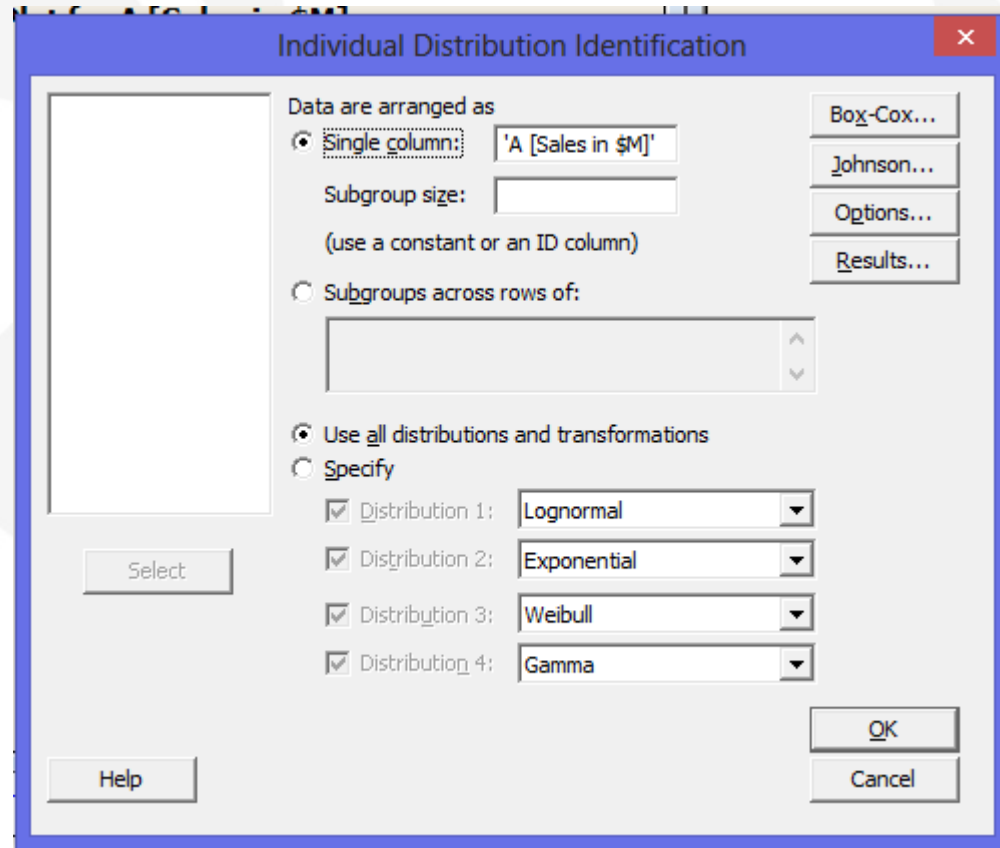 Individual Distribution Identification
Data are arranged as
Single column: 'A [Sales in $M]'
Subgroup size:
(use a constant or an ID column)
Subgroups across rows of:
Use all distributions and transformations
Specify
Distribution 1: Lognormal
Distribution 2: Exponential
Distribution 3: Weibull
Distribution 4: Gamma
Box-Cox...
Johnson...
Options...
Results...
Select
OK
Help
Cancel